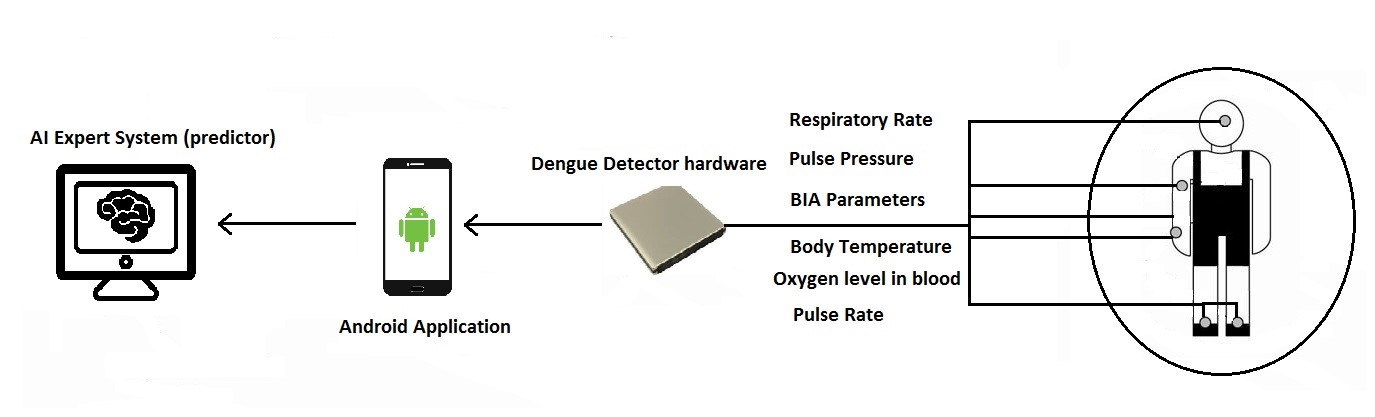 AI Expert System (predictor)
Android Application
Dengue Detector hardware
Respiratory Rate
Pulse Pressure
BIA Parameters
Body Temperature
Oxygen level in blood
Pulse Rate